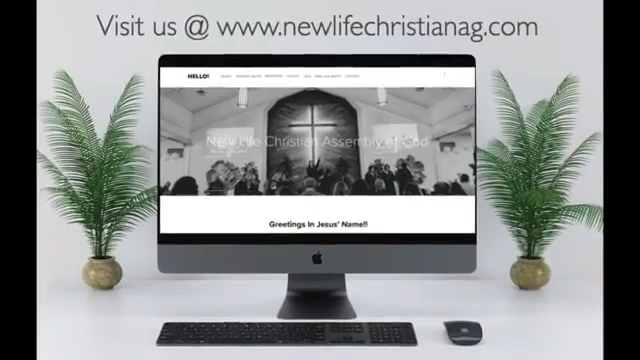 Visit us @ www.newlifechristianag.com
HELLO!
New Life Christian Assembly of God
Greetings In Jesus' Name!!